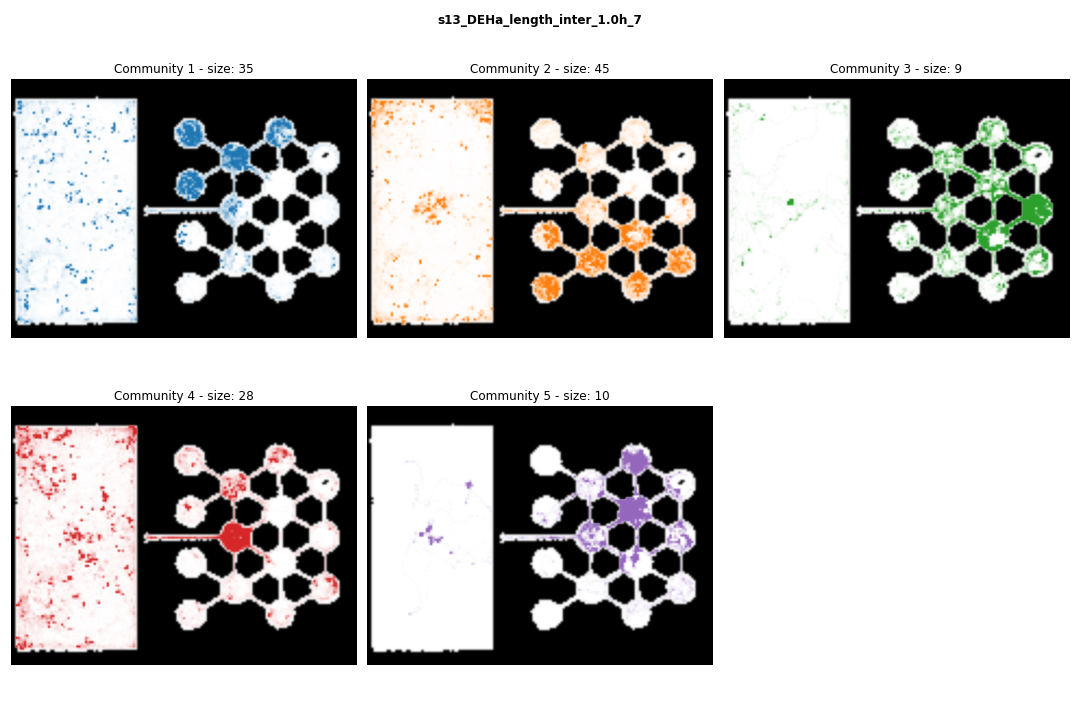 s13_DEHa_length_inter_1.0h_7
Community 1 - size: 35
Community 2 - size: 45
Community 3 - size: 9
Community 4 - size: 28
Community 5 - size: 10